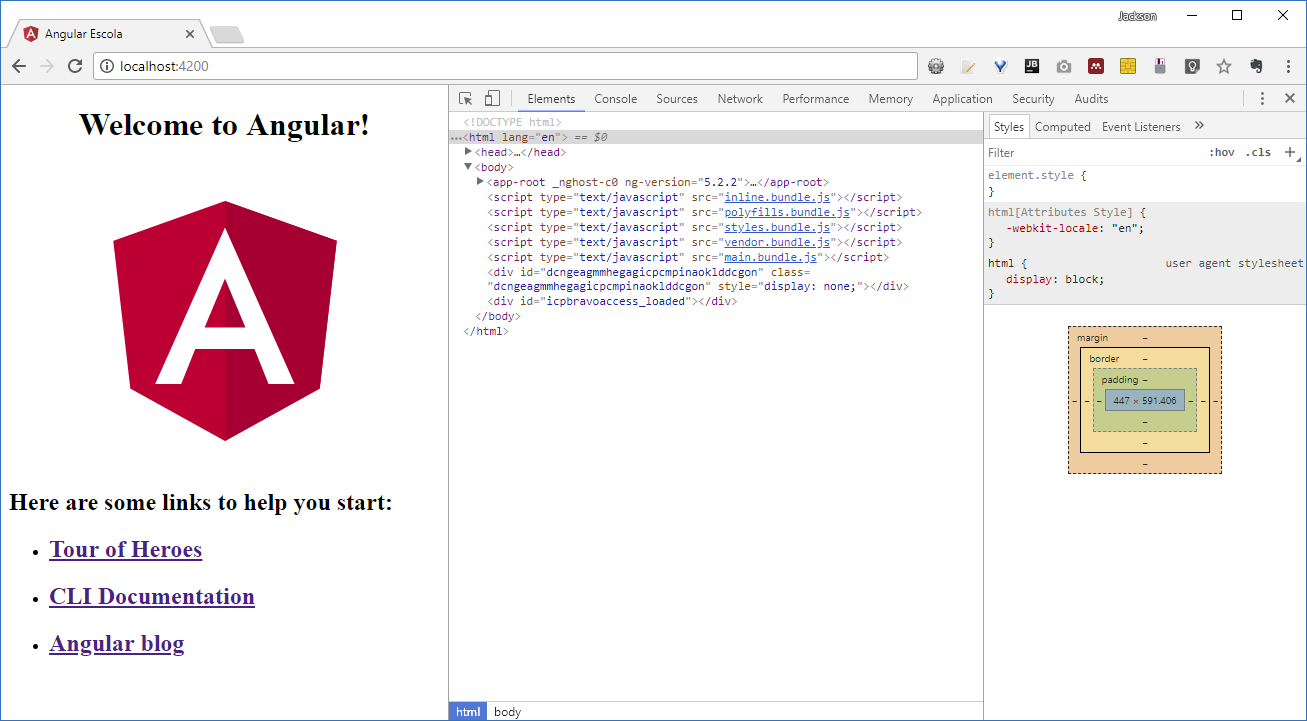 Jackson
Angular Escola
localhost:4200
JB
Welcome to Angular!
Here are some links to help you start:
Tour of Heroes
CLI Documentation
Angular blog
Elements Console Sources Network Performance Memory Application Security Audits
<!DOCTYPE html>
…<html lang="en"> == $0
▶<head>…</head>
▼<body>
▶<app-root _nghost-c0 ng-version="5.2.2">…</app-root>
<script type="text/javascript" src="inline.bundle.js"></script>
<script type="text/javascript" src="polyfills.bundle.js"></script>
<script type="text/javascript" src="styles.bundle.js"></script>
<script type="text/javascript" src="vendor.bundle.js"></script>
<script type="text/javascript" src="main.bundle.js"></script>
<div id="dcngeagmmhegagicpcmpinaoklddcgon" class=
"dcngeagmmhegagicpcmpinaoklddcgon" style="display: none;"></div>
<div id="icpbravoaccess_loaded"></div>
</body>
</html>
html body
Styles Computed Event Listeners »
Filter :hov .cls +
element.style {
}
html[Attributes Style] {
-webkit-locale: "en";
}
html { user agent stylesheet
display: block;
}
margin –
border –
padding –
– – – 447 × 591.406 – – –
–
–
–